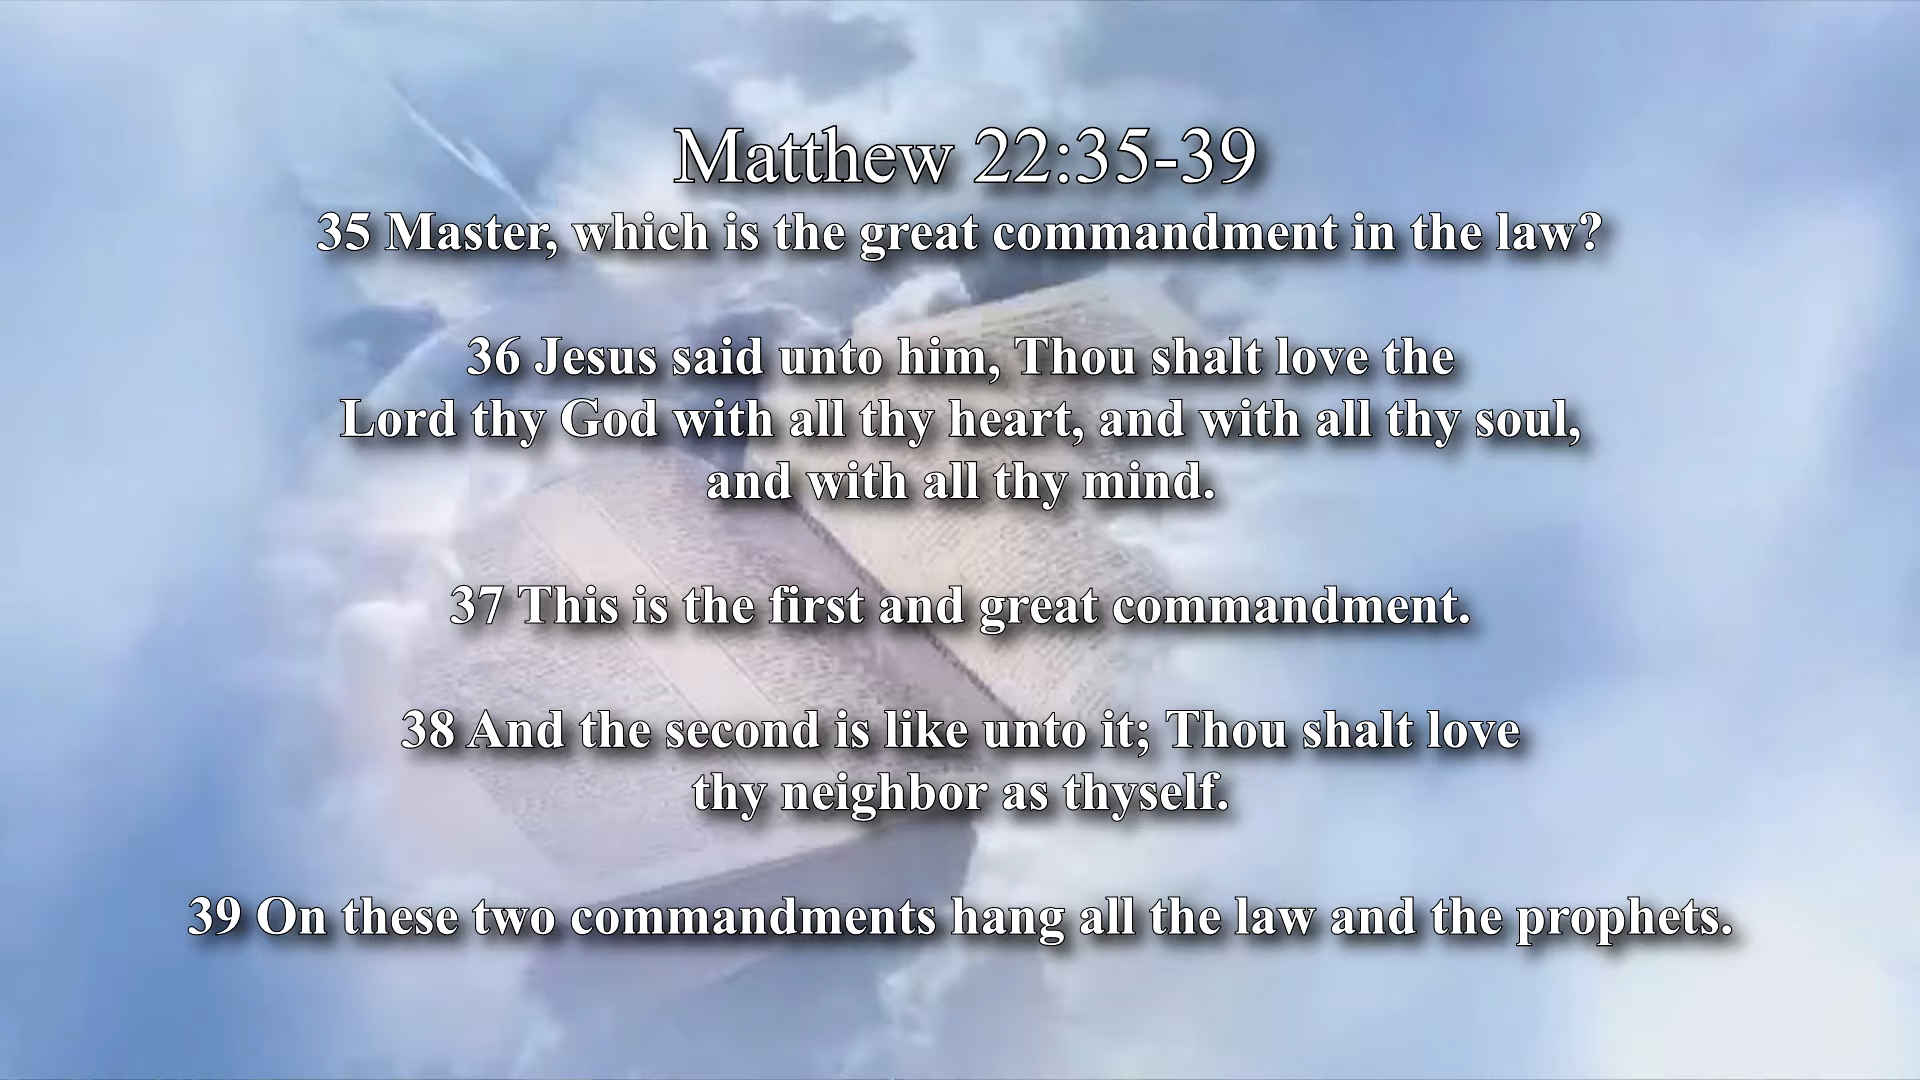 Matthew 22:35-39
35 Master, which is the great commandment in the law?
36 Jesus said unto him, Thou shalt love the
Lord thy God with all thy heart, and with all thy soul,
and with all thy mind.
37 This is the first and great commandment.
38 And the second is like unto it; Thou shalt love
thy neighbor as thyself.
39 On these two commandments hang all the law and the prophets.